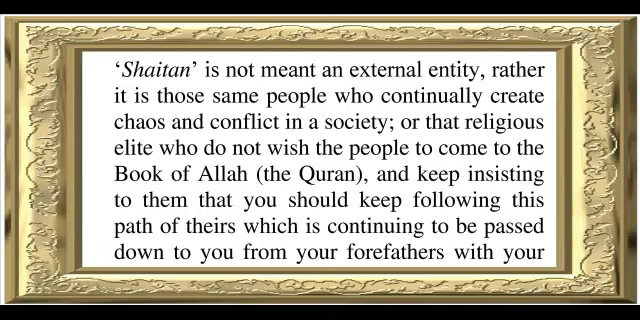 ‘Shaitan’ is not meant an external entity, rather
it is those same people who continually create
chaos and conflict in a society; or that religious
elite who do not wish the people to come to the
Book of Allah (the Quran), and keep insisting
to them that you should keep following this
path of theirs which is continuing to be passed
down to you from your forefathers with your